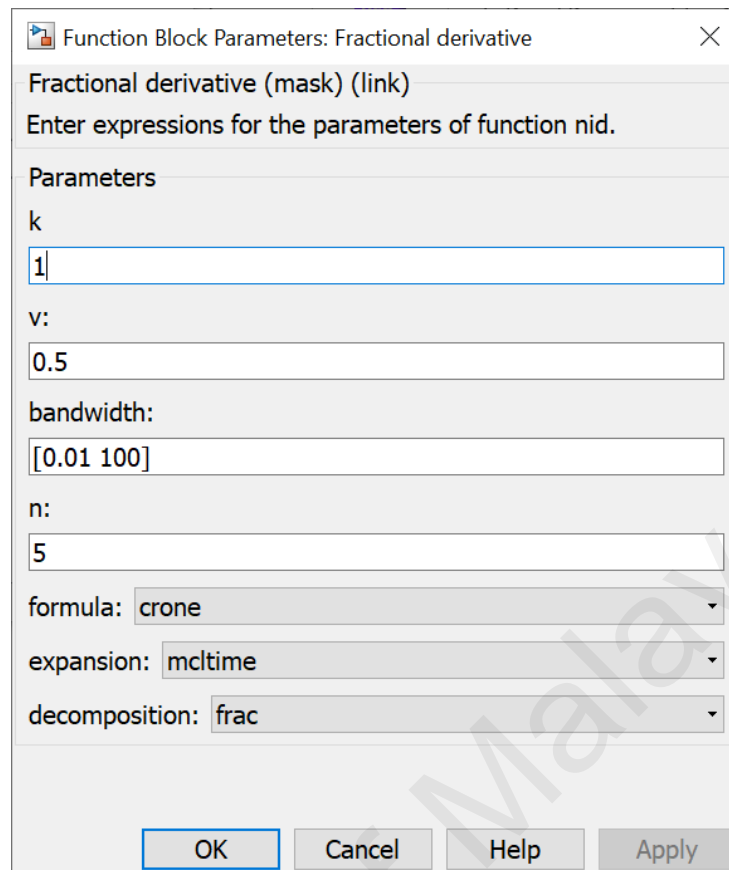 Function Block Parameters: Fractional derivative
Fractional derivative (mask) (link)
Enter expressions for the parameters of function nid.
Parameters
k
1
v:
0.5
bandwidth:
[0.01 100]
n:
5
formula: crone
expansion: mcltime
decomposition: frac
OK Cancel Help Apply